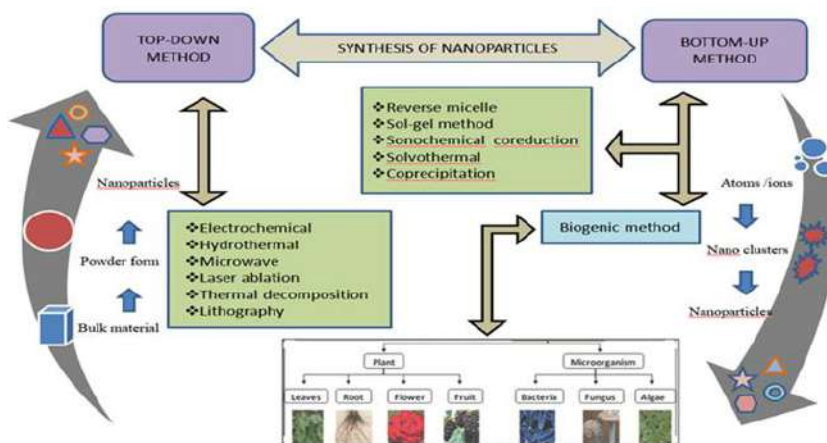 TOP-DOWN
METHOD
SYNTHESIS OF NANOPARTICLES
BOTTOM-UP
METHOD
❖Reverse micelle
❖Sol-gel method
❖Sonochemical coreduction
❖Solvothermal
❖Coprecipitation
Nanoparticles
Powder form
Bulk material
❖Electrochemical
❖Hydrothermal
❖Microwave
❖Laser ablation
❖Thermal decomposition
❖Lithography
Biogenic method
Atoms /ions
Nano clusters
Nanoparticles
Plant
Microorganism
Leaves
Root
Flower
Fruit
Bacteria
Fungus
Algae